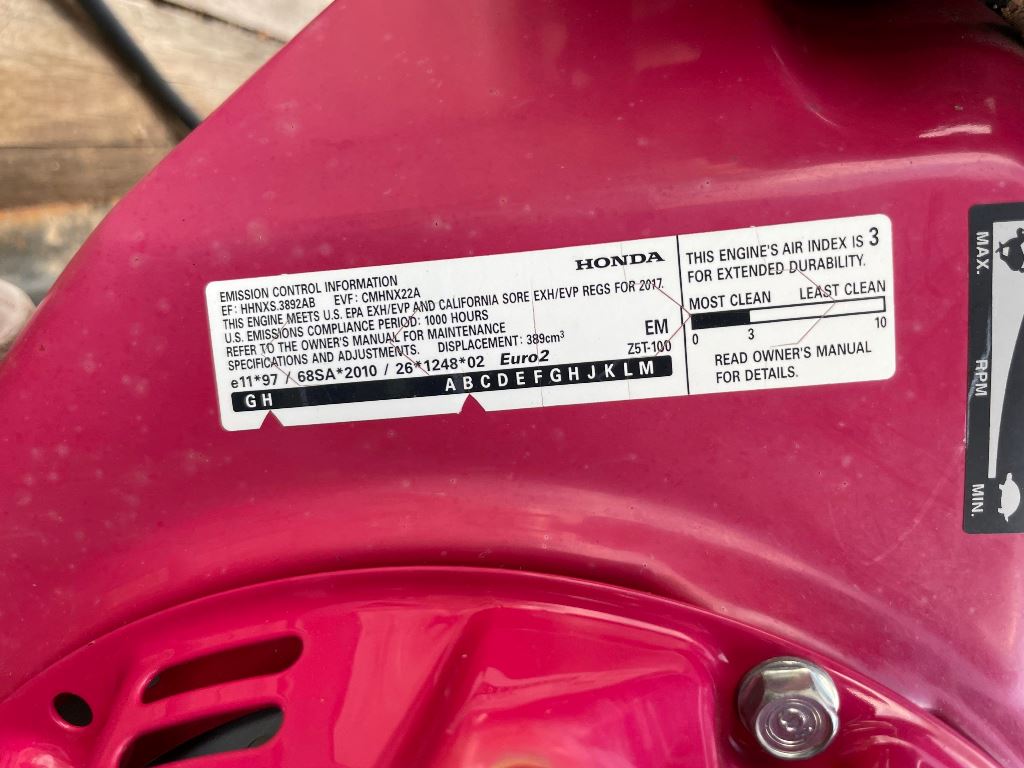 EMISSION CONTROL INFORMATION
HONDA
EF: HHNXS.3892AB EVF: CMHNX22A
THIS ENGINE MEETS U.S. EPA EXH/EVP AND CALIFORNIA SORE EXH/EVP REGS FOR 2017.
U.S. EMISSIONS COMPLIANCE PERIOD: 1000 HOURS
REFER TO THE OWNER'S MANUAL FOR MAINTENANCE
SPECIFICATIONS AND ADJUSTMENTS. DISPLACEMENT: 389cm³
EM
e11*97 / 68SA*2010 / 26*1248*02 Euro2
Z5T-100
GH
ABCDEFGHJKLM
THIS ENGINE'S AIR INDEX IS 3
FOR EXTENDED DURABILITY.
MOST CLEAN LEAST CLEAN
0 3 10
READ OWNER'S MANUAL
FOR DETAILS.
MAX.
RPM
MIN.